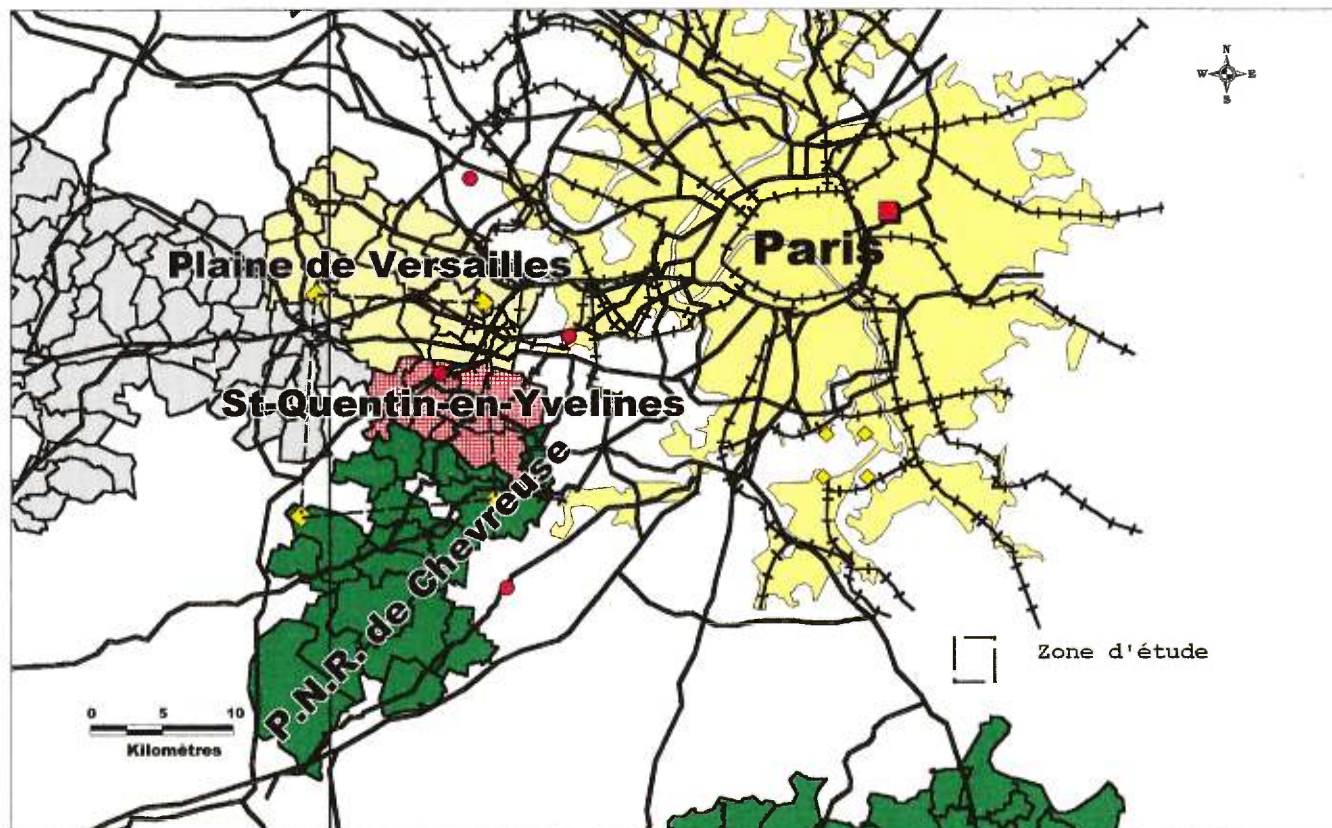 N
W E
S
Paris
Plaine de Versailles
St-Quentin-en-Yvelines
P.N.R. de Chevreuse
Zone d'étude
0 5 10
Kilomètres